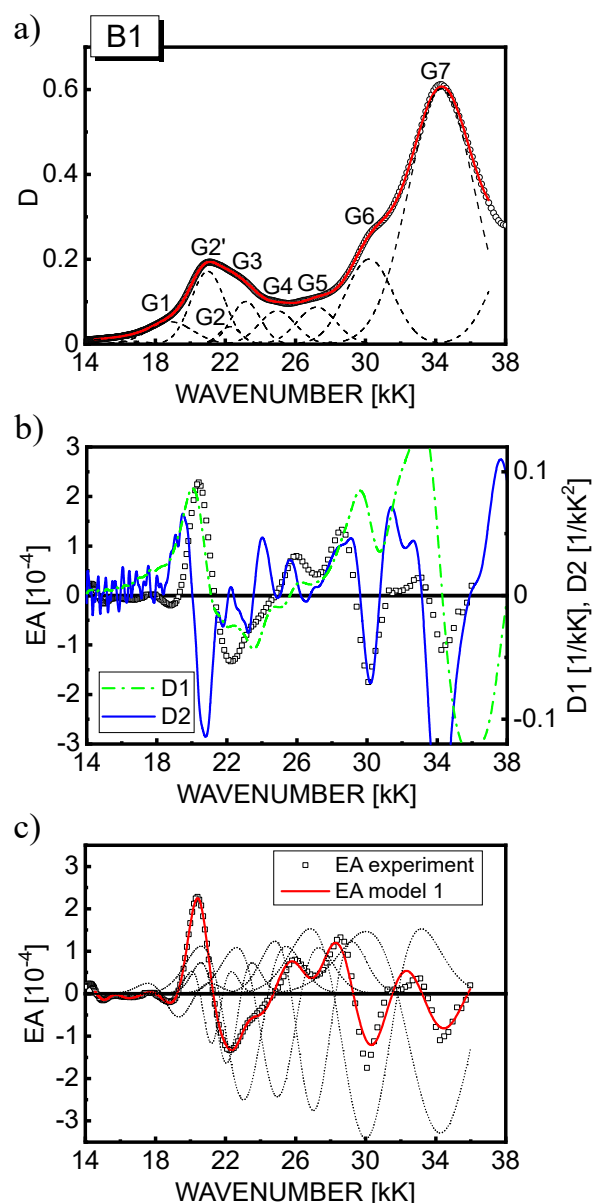 a)
B1
D
0.6
0.4
0.2
0
G1
G2'
G2
G3
G4
G5
G6
G7
14 18 22 26 30 34 38
WAVENUMBER [kK]
b)
EA [10-4]
3
2
1
0
-1
-2
-3
D1
D2
0.1
0
-0.1
D1 [1/kK], D2 [1/kK2]
14 18 22 26 30 34 38
WAVENUMBER [kK]
c)
EA [10-4]
3
2
1
0
-1
-2
-3
EA experiment
EA model 1
14 18 22 26 30 34 38
WAVENUMBER [kK]